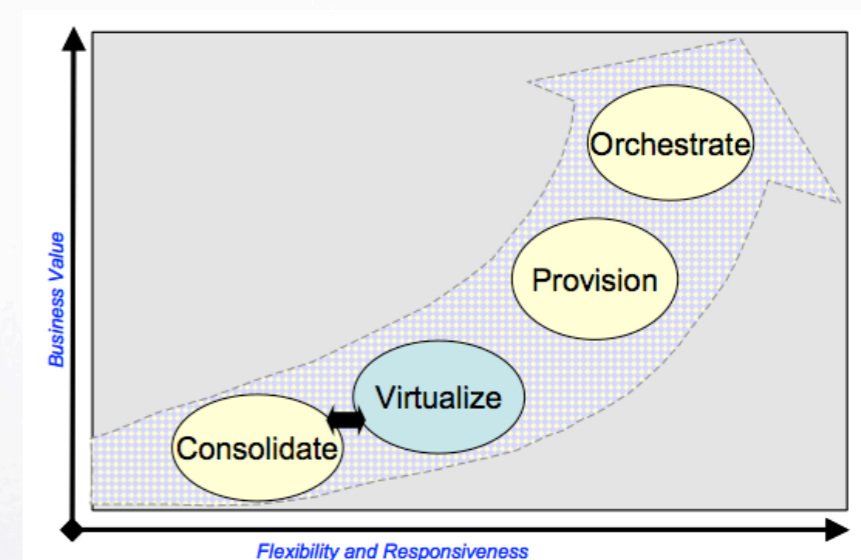 Orchestrate
Provision
Business Value
Virtualize
Consolidate
Flexibility and Responsiveness